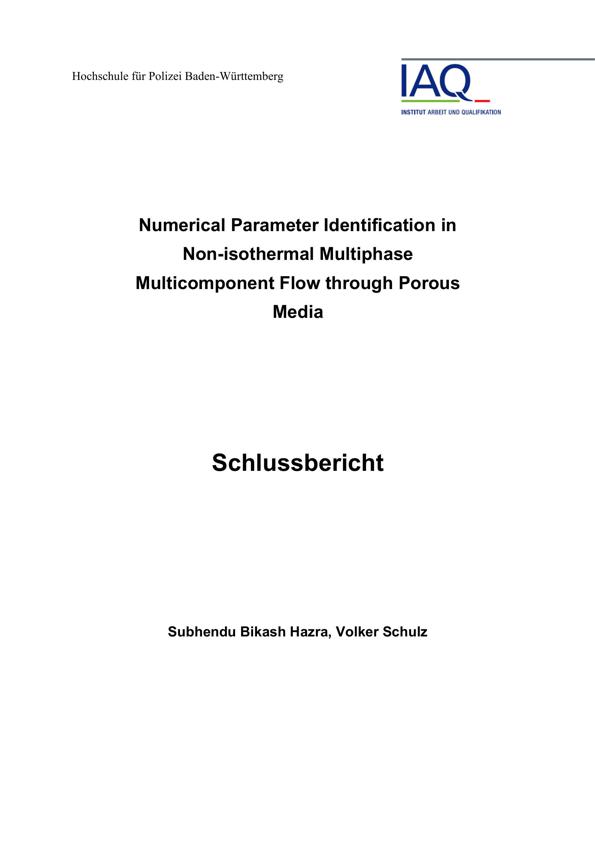 Hochschule für Polizei Baden-Württemberg
IAQ
INSTITUT ARBEIT UND QUALIFIKATION
Numerical Parameter Identification in
Non-isothermal Multiphase
Multicomponent Flow through Porous
Media
Schlussbericht
Subhendu Bikash Hazra, Volker Schulz